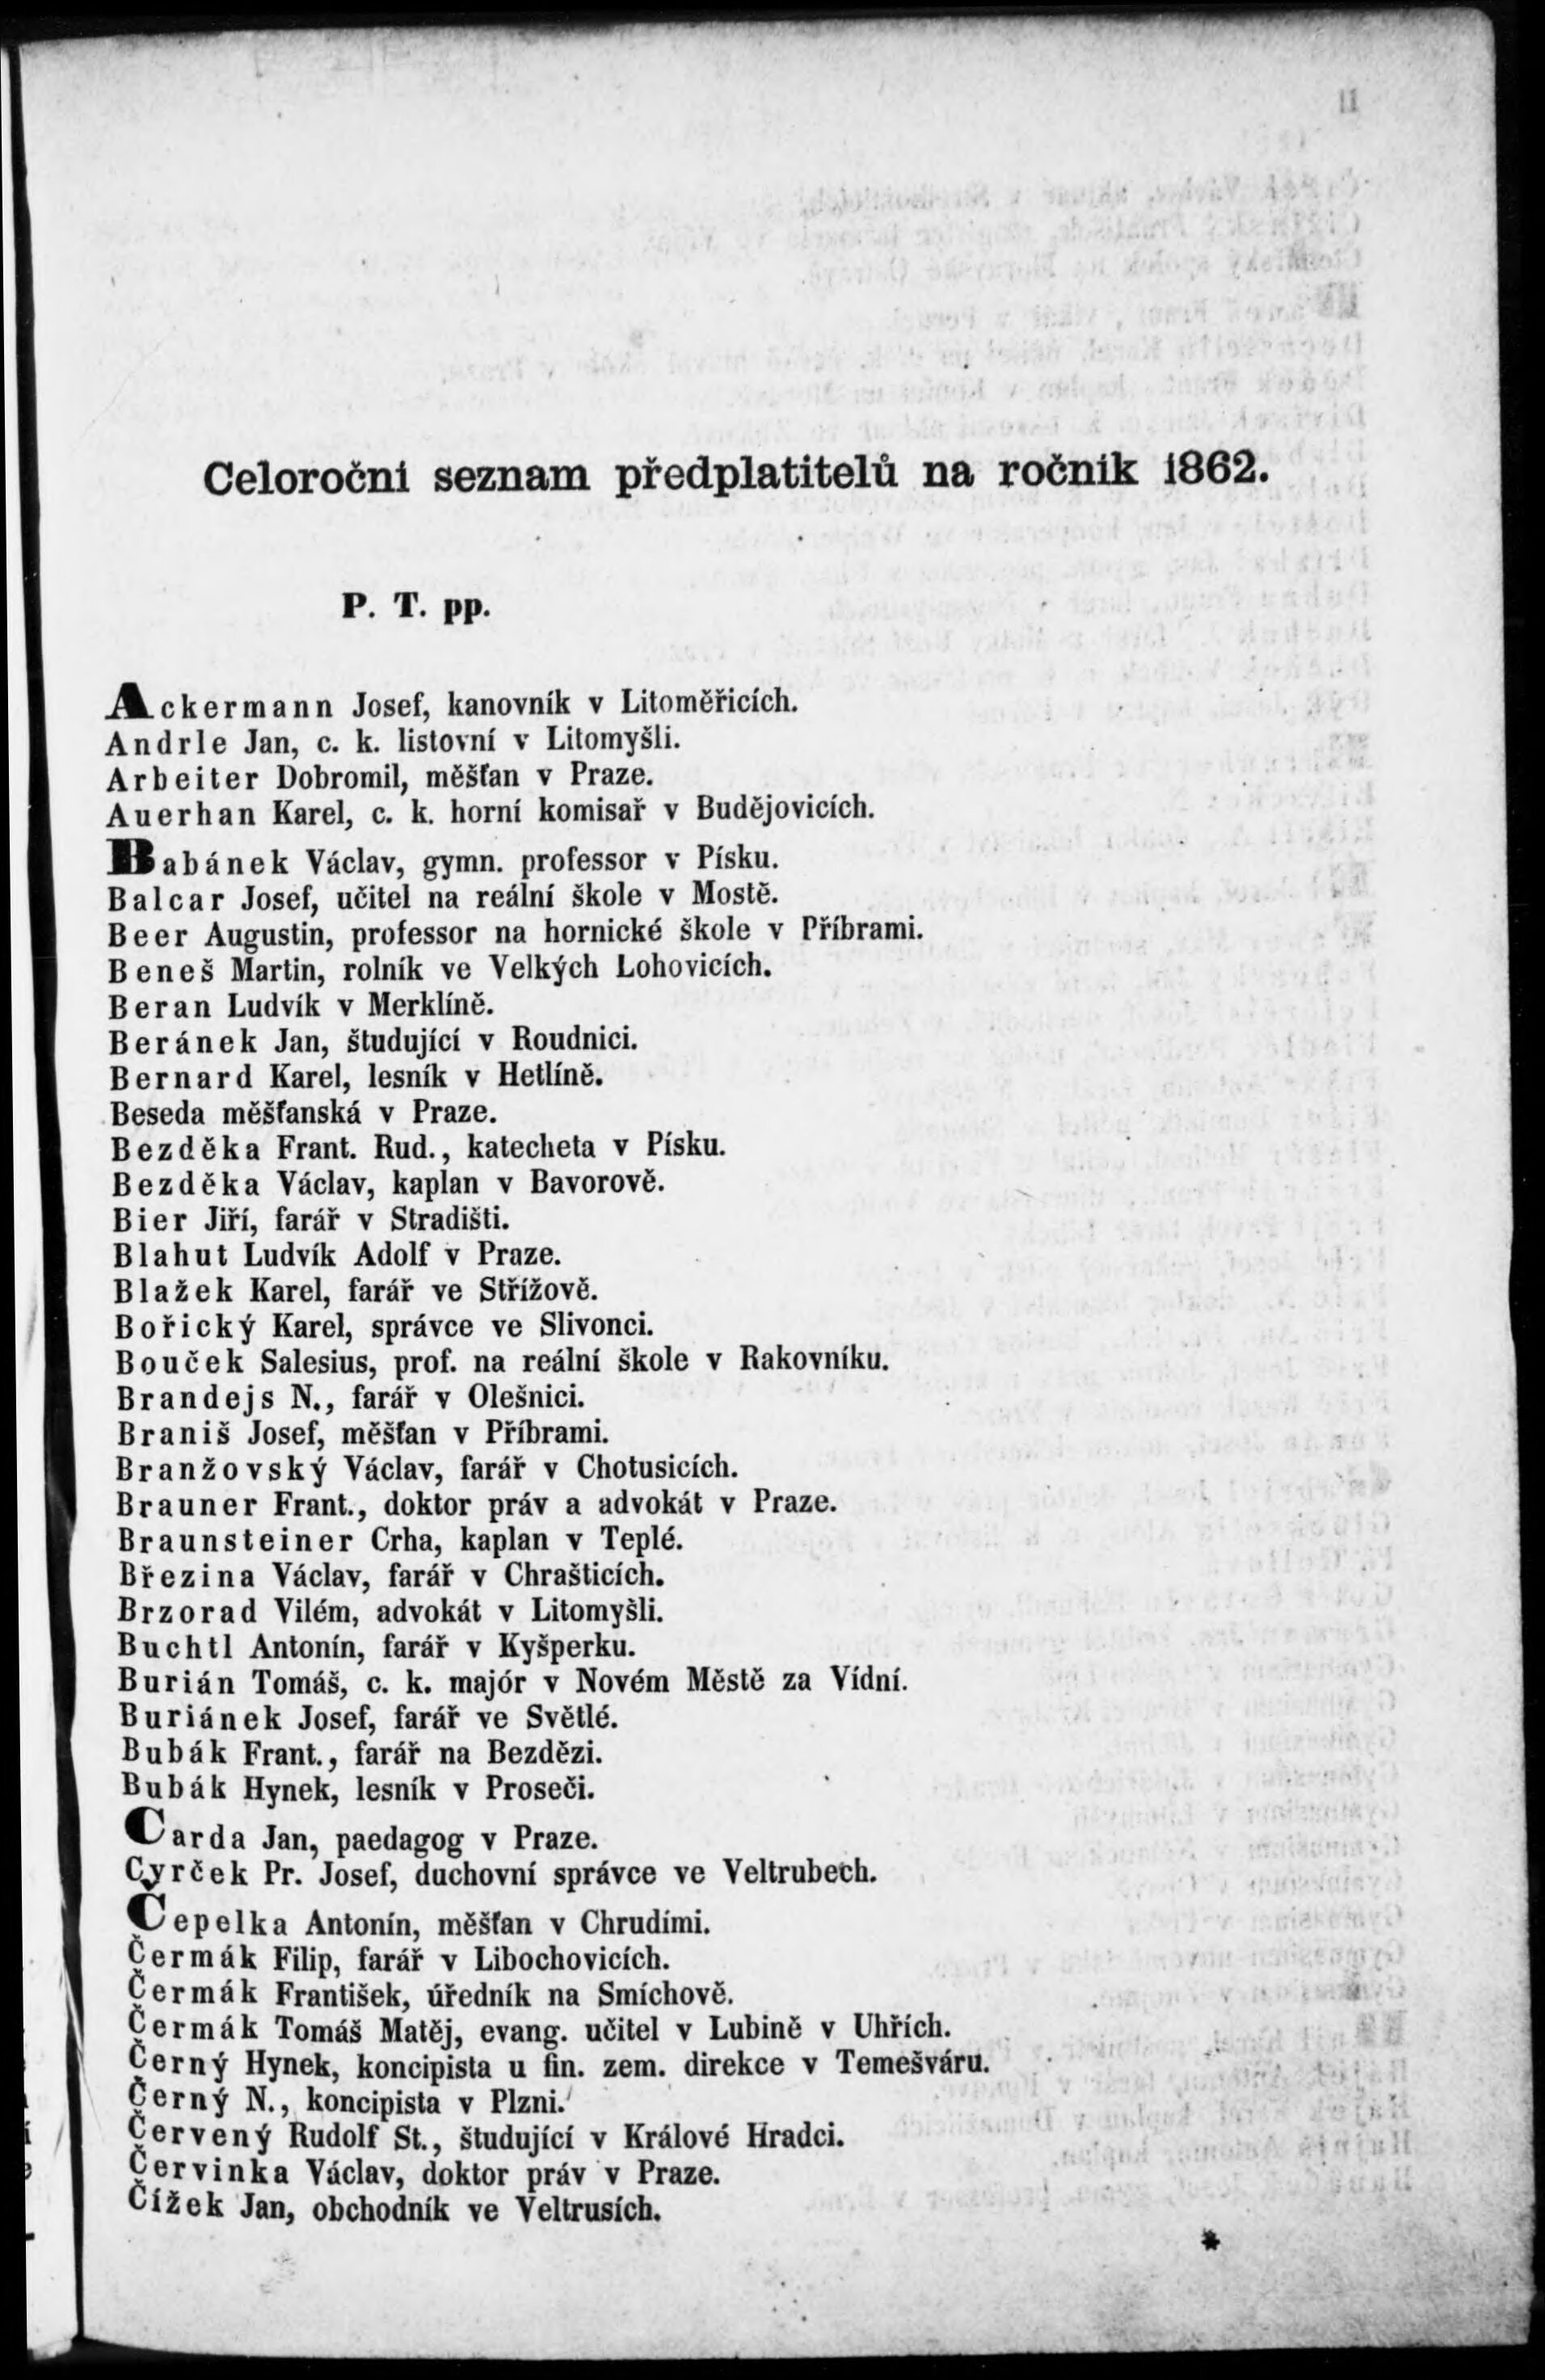 Celoroční seznam předplatitelů na ročník 1862.
P. T. pp.
Ackermann Josef, kanovník v Litoměřicích.
Andrle Jan, c. k. listovní v Litomyšli.
Arbeiter Dobromil, měšťan v Praze.
Auerhan Karel, c. k. horní komisař v Budějovicích.
Babánek Václav, gymn. professor v Písku.
Balcar Josef, učitel na reální škole v Mostě.
Beer Augustin, professor na hornické škole v Příbrami.
Beneš Martin, rolník ve Velkých Lohovicích.
Beran Ludvík v Merklíně.
Beránek Jan, študující v Roudnici.
Bernard Karel, lesník v Hetlíně.
Beseda měšťanská v Praze.
Bezděka Frant. Rud., katecheta v Písku.
Bezděka Václav, kaplan v Bavorově.
Bier Jiří, farář v Stradišti.
Blahut Ludvík Adolf v Praze.
Blažek Karel, farář ve Střížově.
Bořický Karel, správce ve Slivonci.
Bouček Salesius, prof. na reální škole v Rakovníku.
Brandejs N., farář v Olešnici.
Braniš Josef, měšťan v Příbrami.
Branžovský Václav, farář v Chotusicích.
Brauner Frant., doktor práv a advokát v Praze.
Braunsteiner Crha, kaplan v Teplé.
Březina Václav, farář v Chrašticích.
Brzorad Vilém, advokát v Litomyšli.
Buchtl Antonín, farář v Kyšperku.
Burián Tomáš, c. k. majór v Novém Městě za Vídní.
Buriánek Josef, farář ve Světlé.
Bubák Frant., farář na Bezdězi.
Bubák Hynek, lesník v Proseči.
Carda Jan, paedagog v Praze.
Cyrček Pr. Josef, duchovní správce ve Veltrubech.
Čepelka Antonín, měšťan v Chrudími.
Čermák Filip, farář v Libochovicích.
Čermák František, úředník na Smíchově.
Čermák Tomáš Matěj, evang. učitel v Lubině v Uhřích.
Černý Hynek, koncipista u fin. zem. direkce v Temešváru.
Černý N., koncipista v Plzni.
Červený Rudolf St., študující v Králové Hradci.
Červinka Václav, doktor práv v Praze.
Čížek Jan, obchodník ve Veltrusích.
*